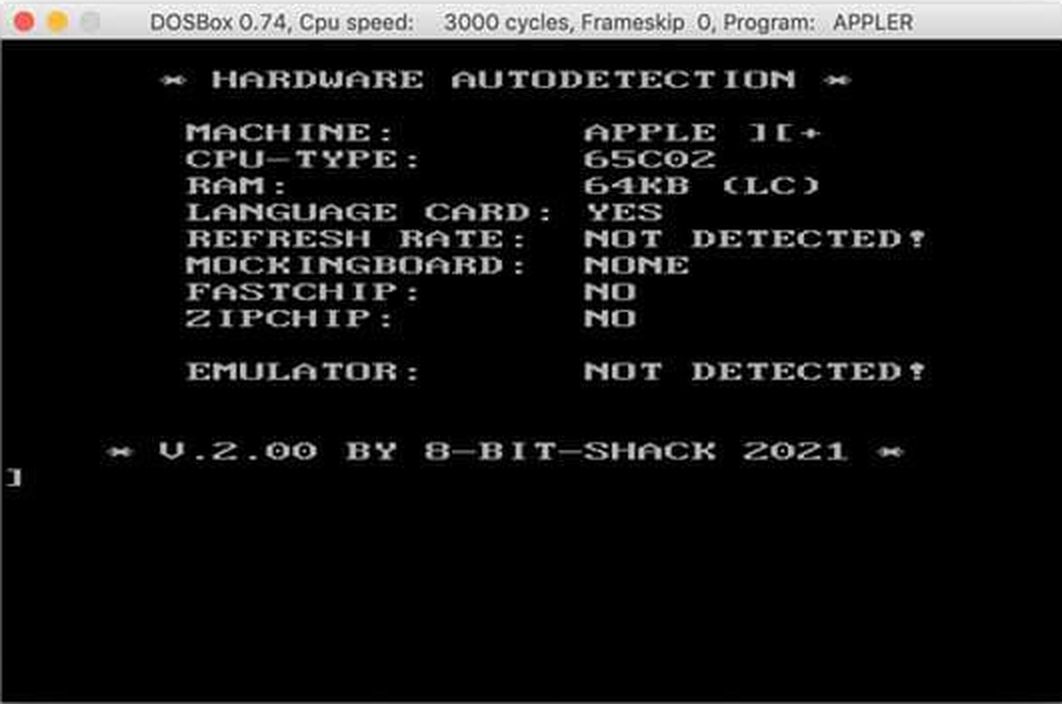 DOSBox 0.74, Cpu speed: 3000 cycles, Frameskip 0, Program: APPLER
* HARDWARE AUTODETECTION *
MACHINE: APPLE ][+
CPU-TYPE: 65C02
RAM: 64KB (LC)
LANGUAGE CARD: YES
REFRESH RATE: NOT DETECTED!
MOCKINGBOARD: NONE
FASTCHIP: NO
ZIPCHIP: NO
EMULATOR: NOT DETECTED!
* V.2.00 BY 8-BIT-SHACK 2021 *
]